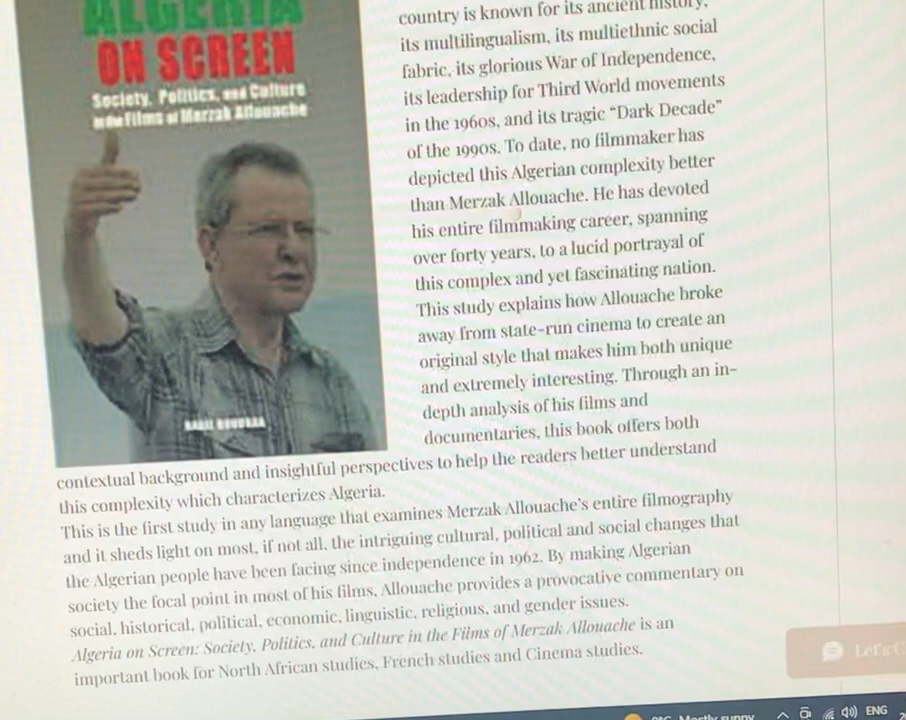 ALGERIA
ON SCREEN
Society, Politics, and Culture
in the Films of Merzak Allouache
country is known for its ancient history,
its multilingualism, its multiethnic social
fabric, its glorious War of Independence,
its leadership for Third World movements
in the 1960s, and its tragic “Dark Decade”
of the 1990s. To date, no filmmaker has
depicted this Algerian complexity better
than Merzak Allouache. He has devoted
his entire filmmaking career, spanning
over forty years, to a lucid portrayal of
this complex and yet fascinating nation.
This study explains how Allouache broke
away from state-run cinema to create an
original style that makes him both unique
and extremely interesting. Through an in-
depth analysis of his films and
documentaries, this book offers both
contextual background and insightful perspectives to help the readers better understand
this complexity which characterizes Algeria.
This is the first study in any language that examines Merzak Allouache’s entire filmography
and it sheds light on most, if not all, the intriguing cultural, political and social changes that
the Algerian people have been facing since independence in 1962. By making Algerian
society the focal point in most of his films, Allouache provides a provocative commentary on
social, historical, political, economic, linguistic, religious, and gender issues.
Algeria on Screen: Society, Politics, and Culture in the Films of Merzak Allouache is an
important book for North African studies, French studies and Cinema studies.
Let's
Mostly sunny
ENG